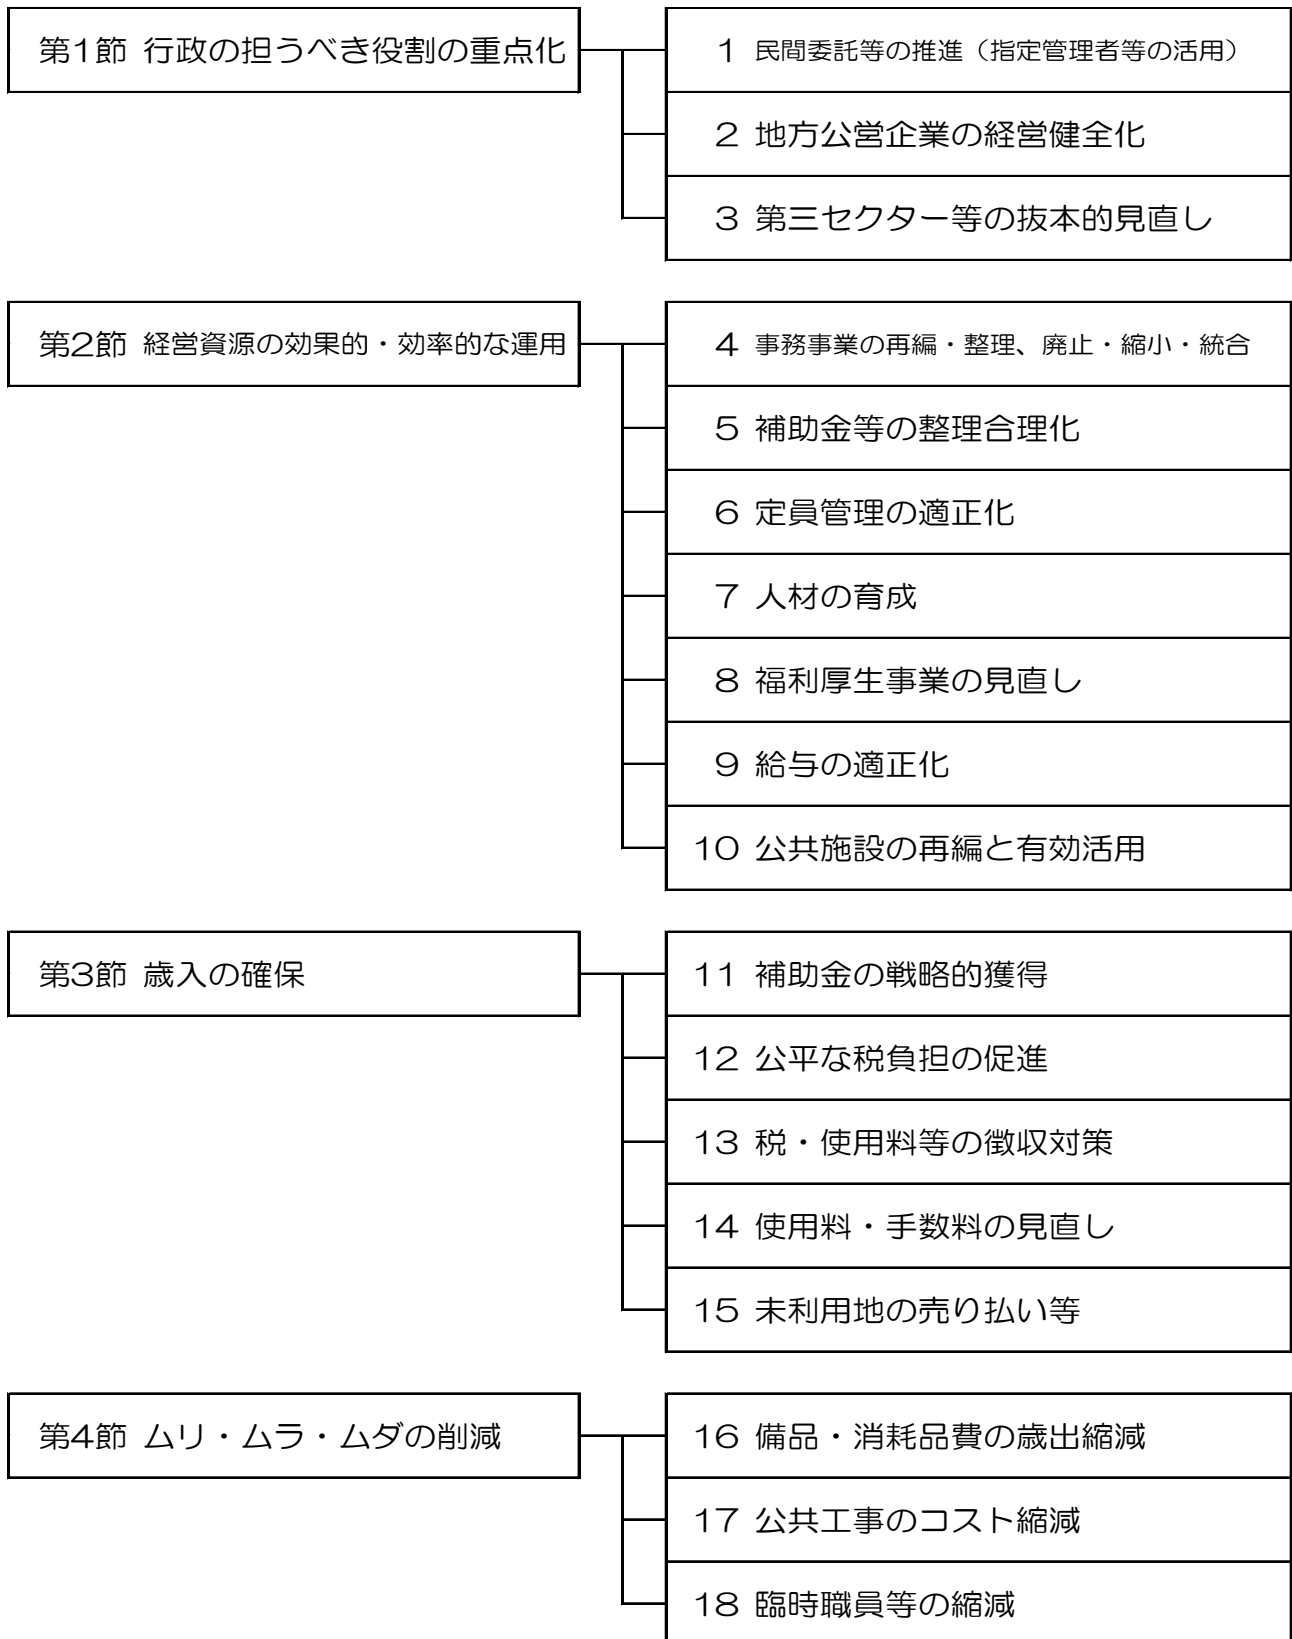 第1節 行政の担うべき役割の重点化
1 民間委託等の推進（指定管理者等の活用）
2 地方公営企業の経営健全化
3 第三セクター等の抜本的見直し
第2節 経営資源の効果的・効率的な運用
4 事務事業の再編・整理、廃止・縮小・統合
5 補助金等の整理合理化
6 定員管理の適正化
7 人材の育成
8 福利厚生事業の見直し
9 給与の適正化
10 公共施設の再編と有効活用
第3節 歳入の確保
11 補助金の戦略的獲得
12 公平な税負担の促進
13 税・使用料等の徴収対策
14 使用料・手数料の見直し
15 未利用地の売り払い等
第4節 ムリ・ムラ・ムダの削減
16 備品・消耗品費の歳出縮減
17 公共工事のコスト縮減
18 臨時職員等の縮減